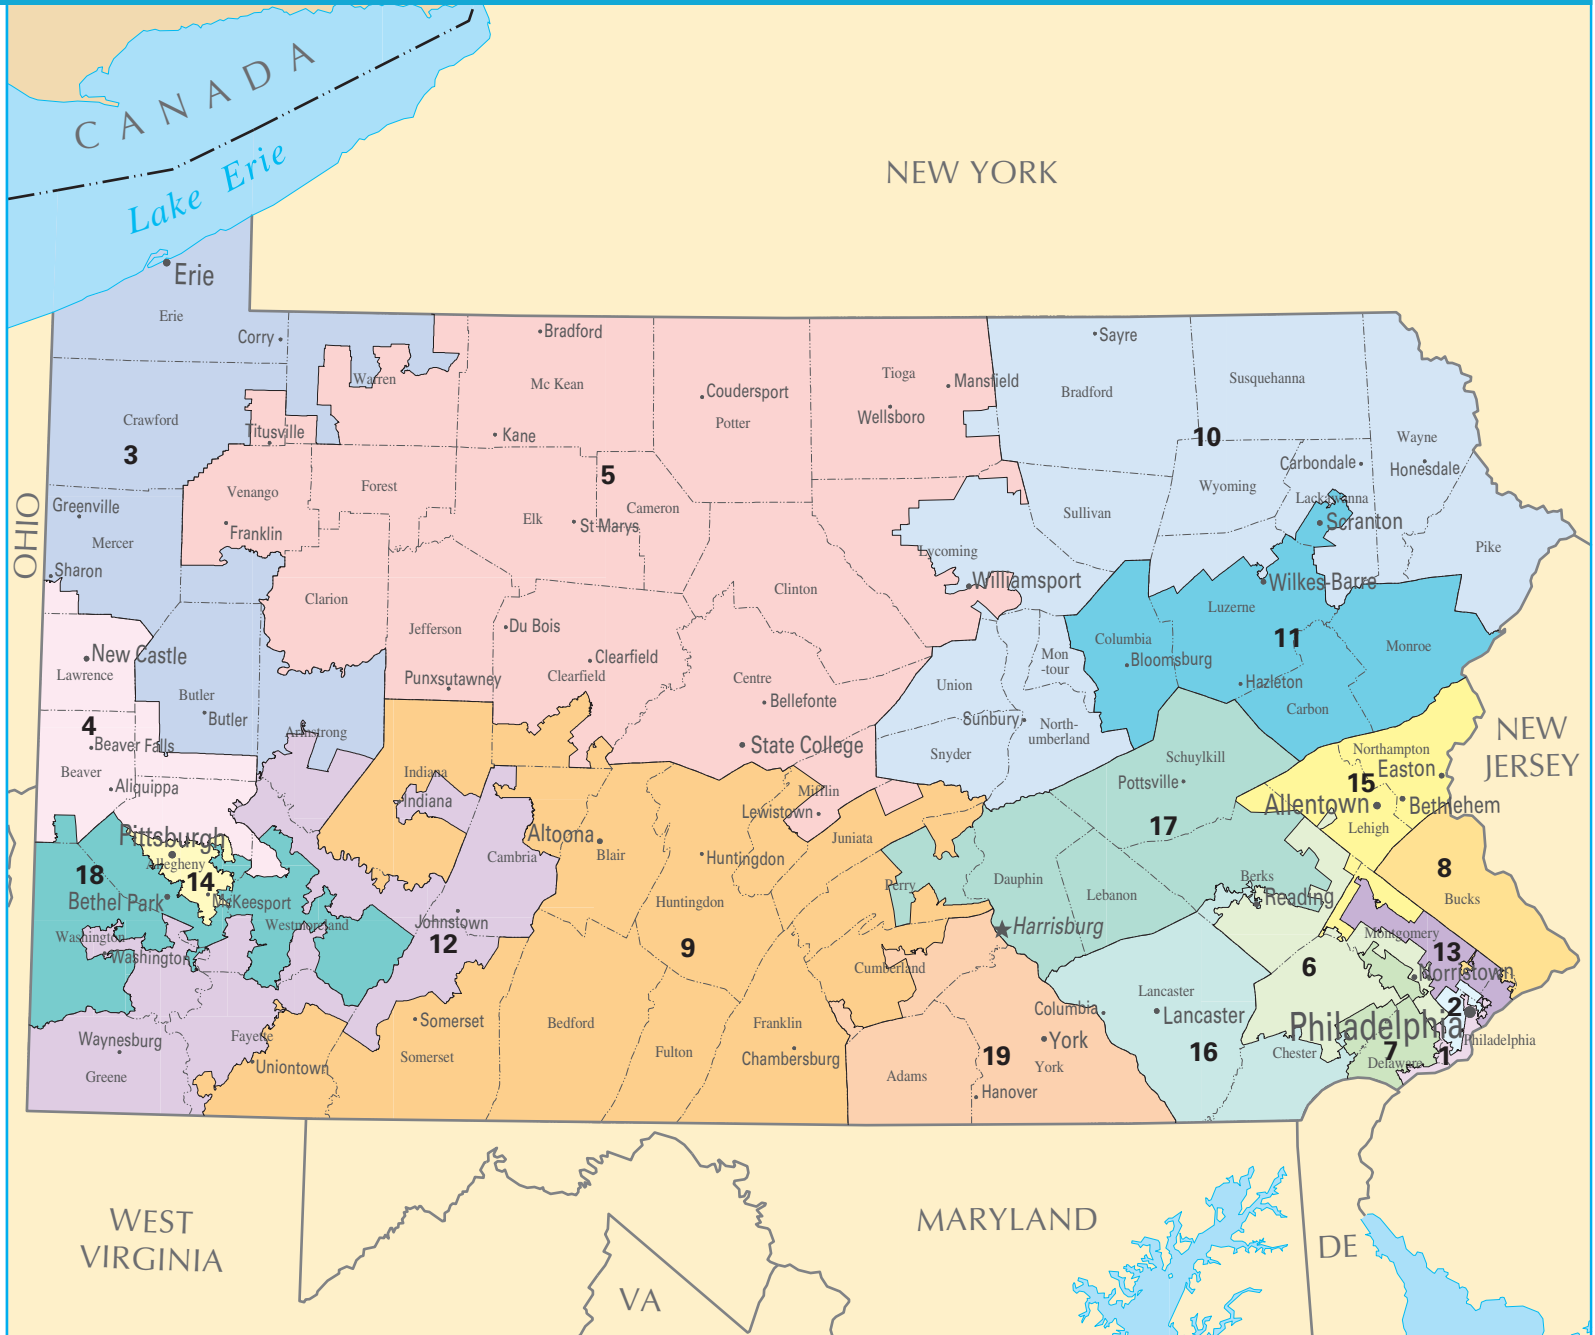 CANADA
Lake Erie
NEW YORK
Erie
Erie
Corry
Bradford
Sayre
Warren
Mc Kean
Tioga
Mansfield
Susquehanna
Coudersport
Bradford
Crawford
Potter
Wellsboro
Titusville
Kane
10
Wayne
3
5
Carbondale
Honesdale
Venango
Forest
Wyoming
Lackawanna
OHIO
Greenville
Cameron
Sullivan
Mercer
Franklin
Elk
St Marys
Scranton
Lycoming
Pike
Sharon
Williamsport
Wilkes-Barre
Clarion
Clinton
Luzerne
Jefferson
Du Bois
Columbia
11
Monroe
New Castle
Clearfield
Mon
-tour
Bloomsburg
Lawrence
Punxsutawney
Clearfield
Centre
Union
Hazleton
Butler
Bellefonte
Carbon
4
Butler
Sunbury
North-
umberland
NEW
JERSEY
Beaver Falls
Armstrong
State College
Snyder
Schuylkill
Northampton
Beaver
Indiana
Pottsville
15
Easton
Aliquippa
Indiana
Mifflin
Lewistown
Allentown
Bethlehem
Pittsburgh
Altoona
Juniata
17
Lehigh
Allegheny
Cambria
Blair
Huntingdon
8
18
14
Perry
Dauphin
Berks
Bethel Park
McKeesport
Huntingdon
Lebanon
Reading
Bucks
Johnstown
Westmoreland
Harrisburg
Washington
12
9
Montgomery
Washington
Cumberland
6
13
Norristown
Lancaster
2
Columbia
Lancaster
Somerset
Bedford
Franklin
Philadelphia
Waynesburg
Fayette
York
Philadelphia
Somerset
Fulton
Chambersburg
19
16
Chester
7
1
Uniontown
York
Delaware
Greene
Adams
Hanover
WEST
VIRGINIA
MARYLAND
DE
VA